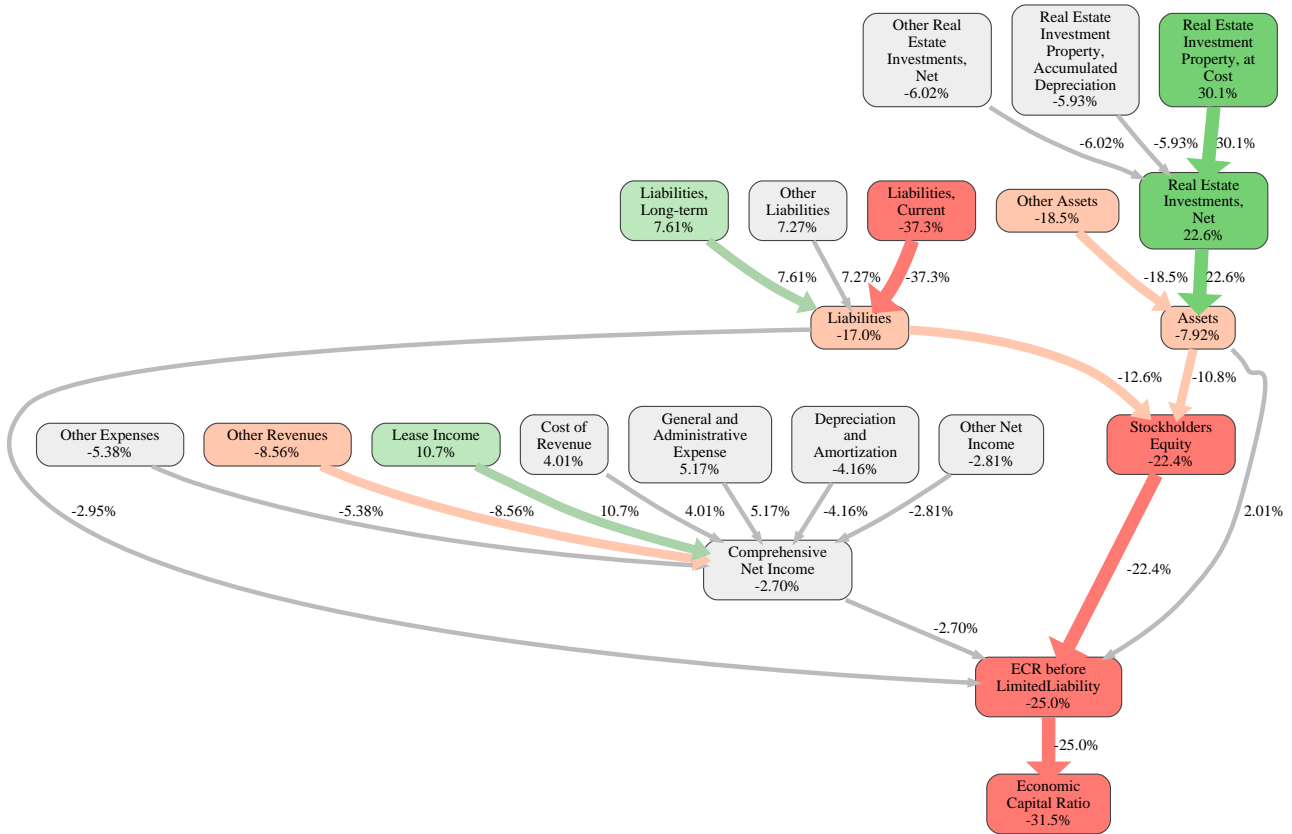 Other Real
Estate
Investments,
Net
-6.02%
Real Estate
Investment
Property,
Accumulated
Depreciation
-5.93%
Real Estate
Investment
Property, at
Cost
30.1%
-6.02%
-5.93%
30.1%
Liabilities,
Long-term
7.61%
Other
Liabilities
7.27%
Liabilities,
Current
-37.3%
Other Assets
-18.5%
Real Estate
Investments,
Net
22.6%
7.61%
7.27%
-37.3%
-18.5%
22.6%
Liabilities
-17.0%
Assets
-7.92%
-12.6%
-10.8%
Other Expenses
-5.38%
Other Revenues
-8.56%
Lease Income
10.7%
Cost of
Revenue
4.01%
General and
Administrative
Expense
5.17%
Depreciation
and
Amortization
-4.16%
Other Net
Income
-2.81%
Stockholders
Equity
-22.4%
-2.95%
-5.38%
-8.56%
10.7%
4.01%
5.17%
-4.16%
-2.81%
2.01%
Comprehensive
Net Income
-2.70%
-22.4%
-2.70%
ECR before
LimitedLiability
-25.0%
-25.0%
Economic
Capital Ratio
-31.5%